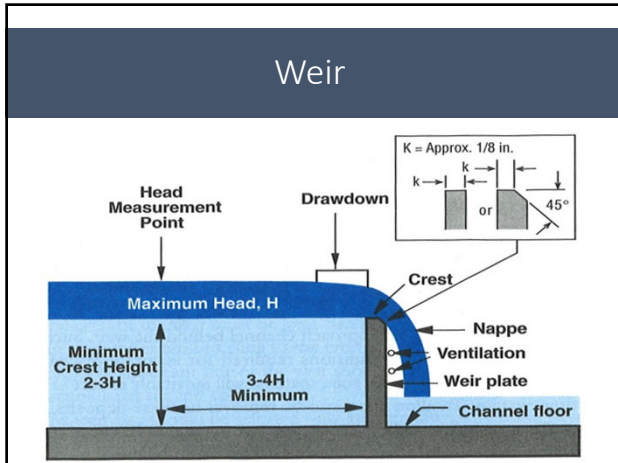 Weir
K = Approx. 1/8 in.
k
k
or
45°
Head
Measurement
Point
Drawdown
Crest
Maximum Head, H
Nappe
Minimum
Crest Height
2-3H
3-4H
Minimum
Ventilation
Weir plate
Channel floor